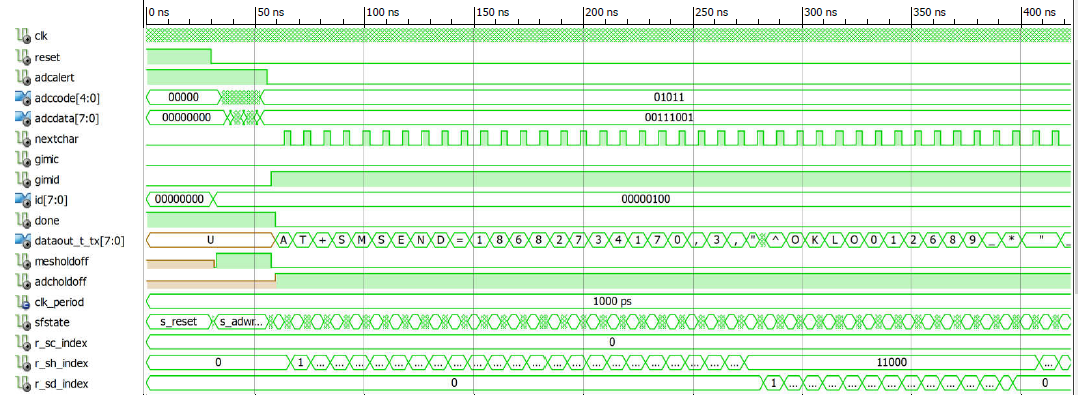 0 ns 50 ns 100 ns 150 ns 200 ns 250 ns 300 ns 350 ns 400 ns
clk
reset
adcalert
adccode[4:0] 00000 01011
adcdata[7:0] 00000000 00111001
nextchar
gimic
gimid
id[7:0] 00000000 00000100
done
dataout_t_tx[7:0] U A T + S M S E N D = 1 8 6 8 2 7 3 4 1 7 0 , 3 , " ^ O K L O 0 1 2 6 8 9 _ * " _
mesholdoff
adcholdoff
clk_period 1000 ps
sfstate s_reset s_adwr...
r_sc_index 0
r_sh_index 0 1 ... ... ... ... ... ... ... ... ... ... ... ... ... ... ... ... ... ... ... ... ... ... 11000 ...
r_sd_index 0 1 ... ... ... ... ... ... ... ... ... ... ... 0